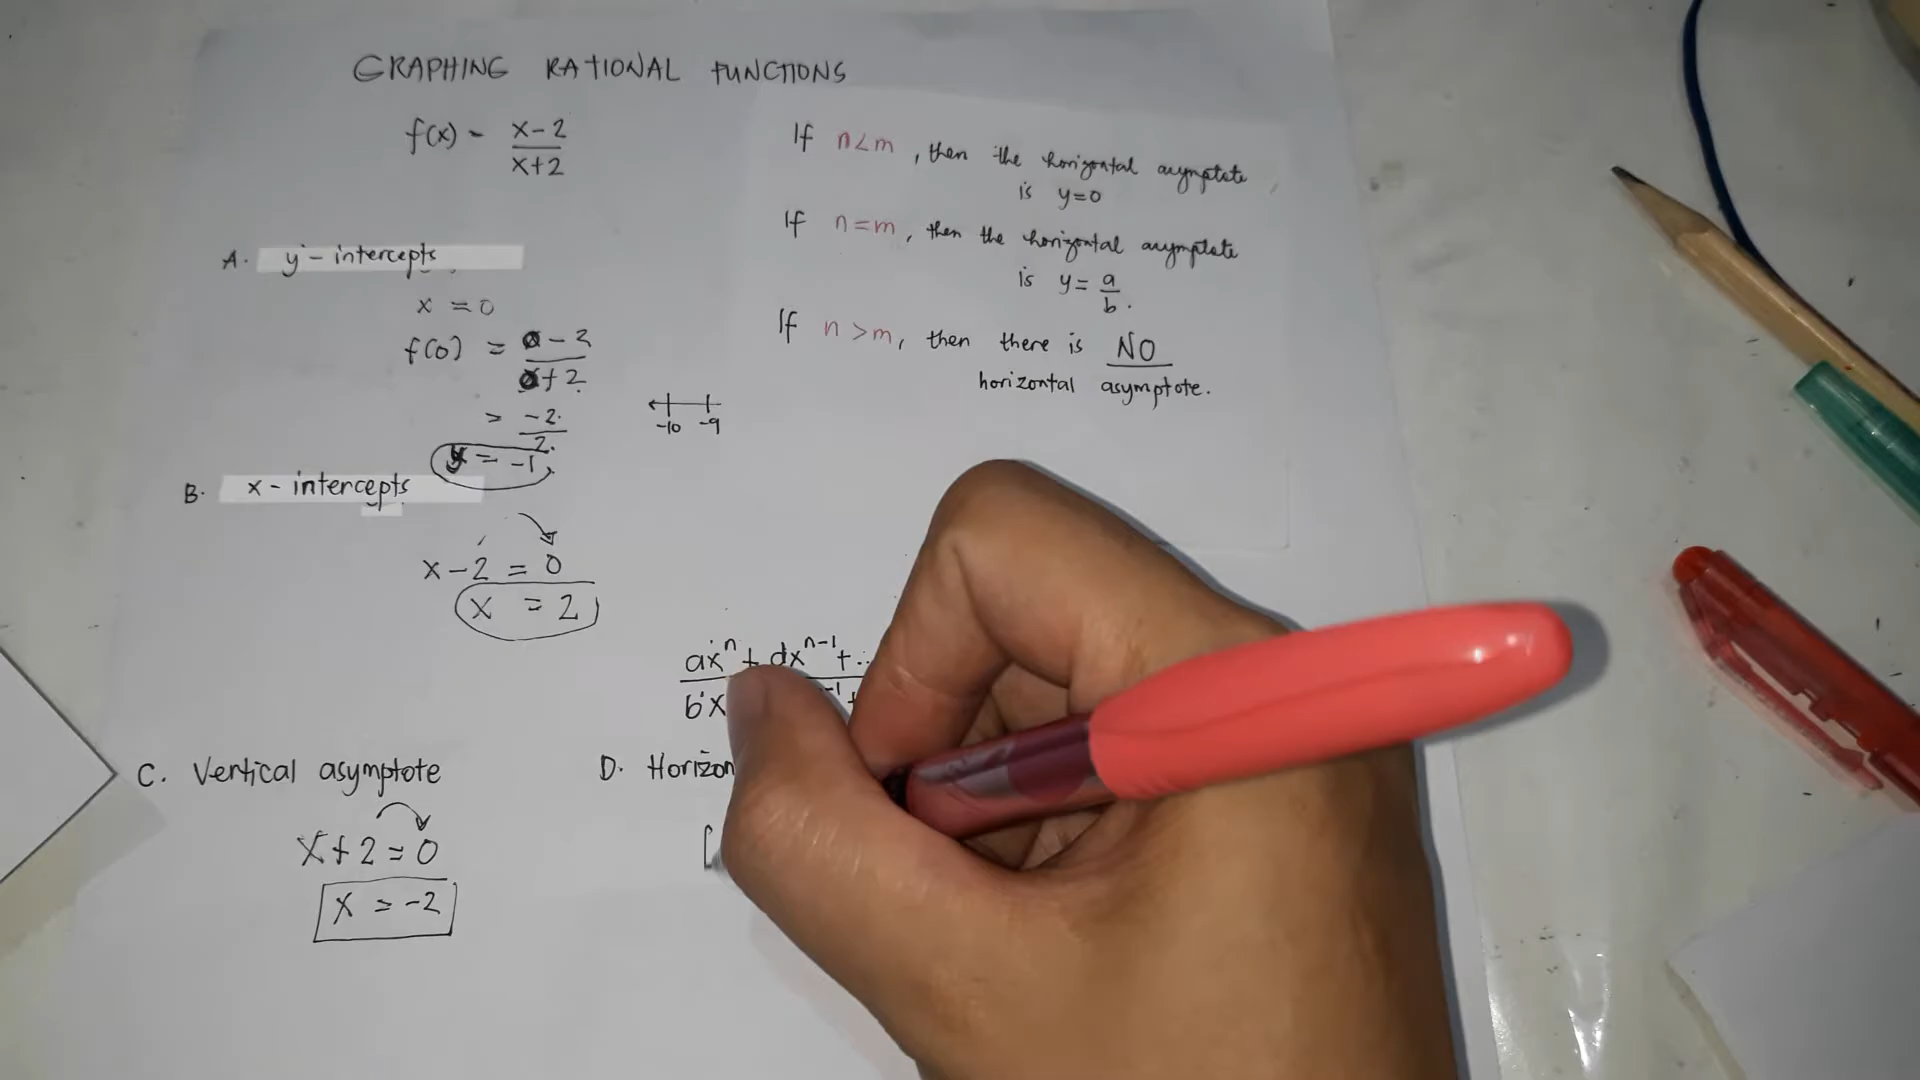 GRAPHING RATIONAL FUNCTIONS
f(x) - x-2 / x+2
A. y - intercepts
x = 0
f(0) = 0 - 2 / 0 + 2
= -2 / 2
y = -1
B. x - intercepts
x - 2 = 0
x = 2
If n<m, then the horizontal asymptote
is y=0
If n=m, then the horizontal asymptote
is y= a/b.
If n>m, then there is NO
horizontal asymptote.
-10 -9
ax^n + dx^n-1 + ..
bx -1 +
C. Vertical asymptote
x+2=0
x = -2
D.